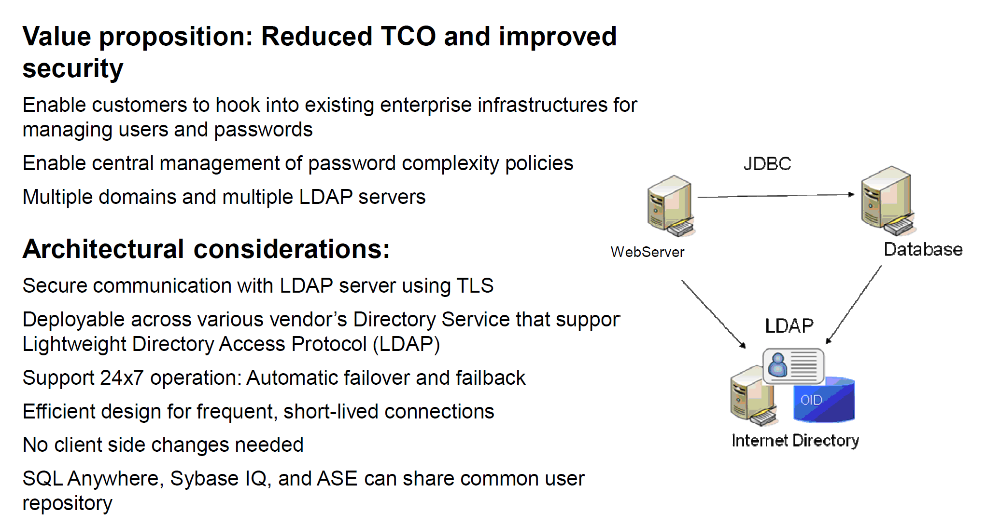 Value proposition: Reduced TCO and improved
security
Enable customers to hook into existing enterprise infrastructures for
managing users and passwords
Enable central management of password complexity policies
Multiple domains and multiple LDAP servers
Architectural considerations:
Secure communication with LDAP server using TLS
Deployable across various vendor’s Directory Service that suppor
Lightweight Directory Access Protocol (LDAP)
Support 24x7 operation: Automatic failover and failback
Efficient design for frequent, short-lived connections
No client side changes needed
SQL Anywhere, Sybase IQ, and ASE can share common user
repository
JDBC
WebServer
Database
LDAP
OID
Internet Directory